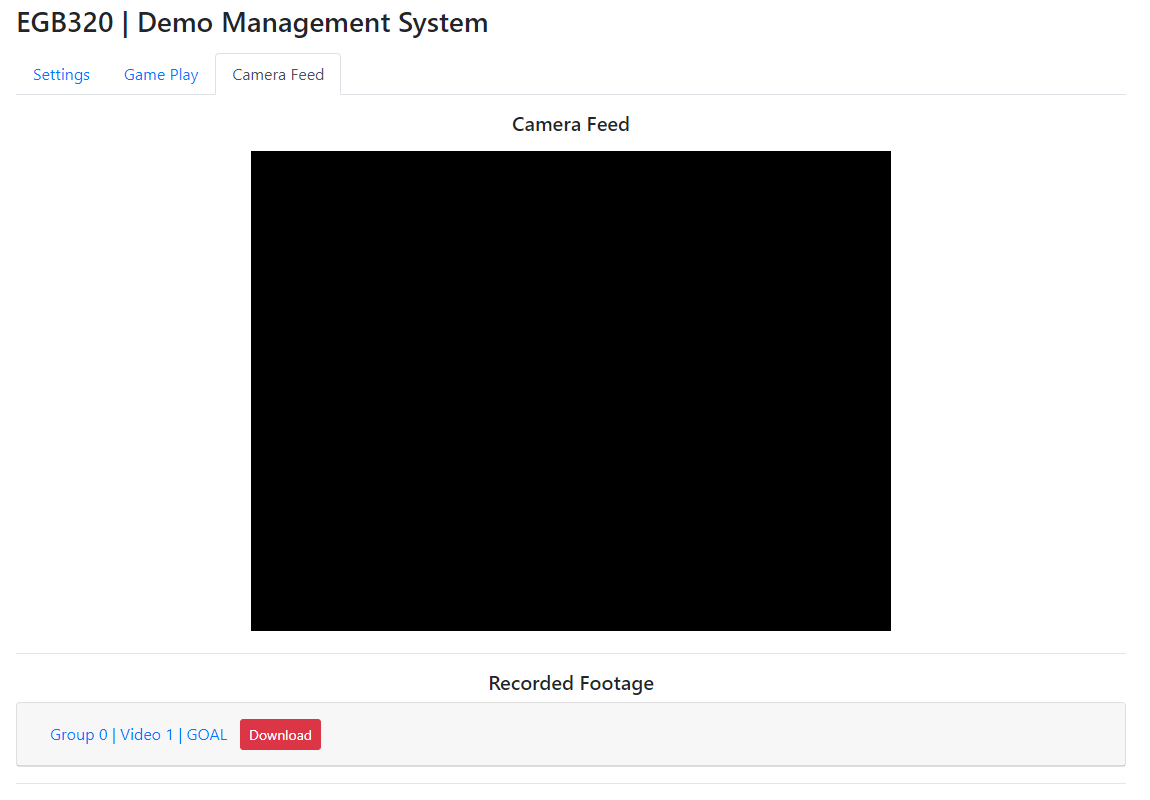 EGB320 | Demo Management System
Settings Game Play Camera Feed
Camera Feed
Recorded Footage
Group 0 | Video 1 | GOAL Download